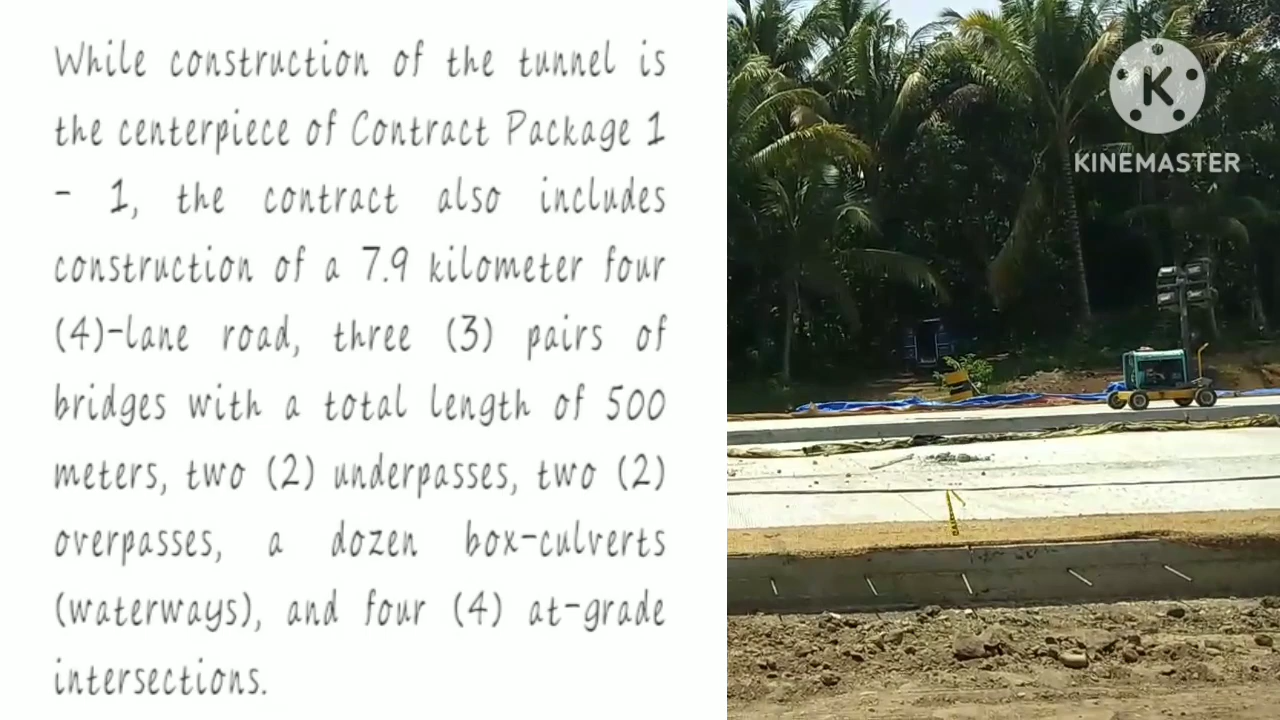 While construction of the tunnel is
the centerpiece of Contract Package 1
- 1, the contract also includes
construction of a 7.9 kilometer four
(4)-lane road, three (3) pairs of
bridges with a total length of 500
meters, two (2) underpasses, two (2)
overpasses, a dozen box-culverts
(waterways), and four (4) at-grade
intersections.
K
KINEMASTER